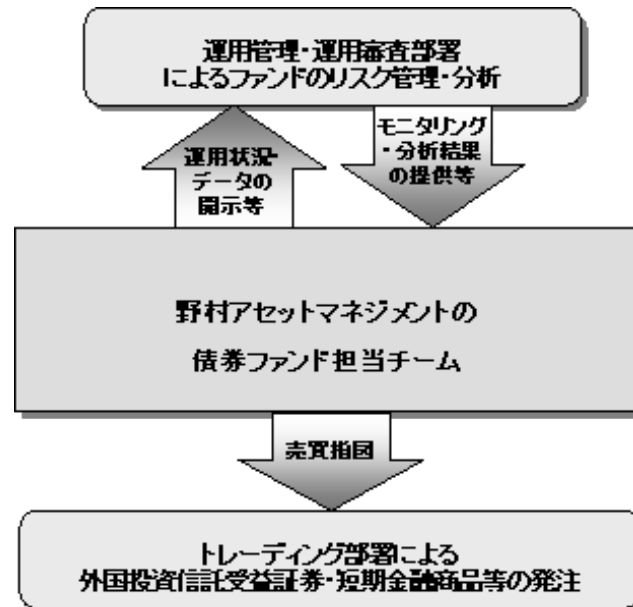 運用管理・運用審査部署
によるファンドのリスク管理・分析
運用状況・
データの
開示等
モニタリング
・分析結果
の提供等
野村アセットマネジメントの
債券ファンド担当チーム
売買指図
トレーディング部署による
外国投資信託受益証券・短期金融商品等の発注